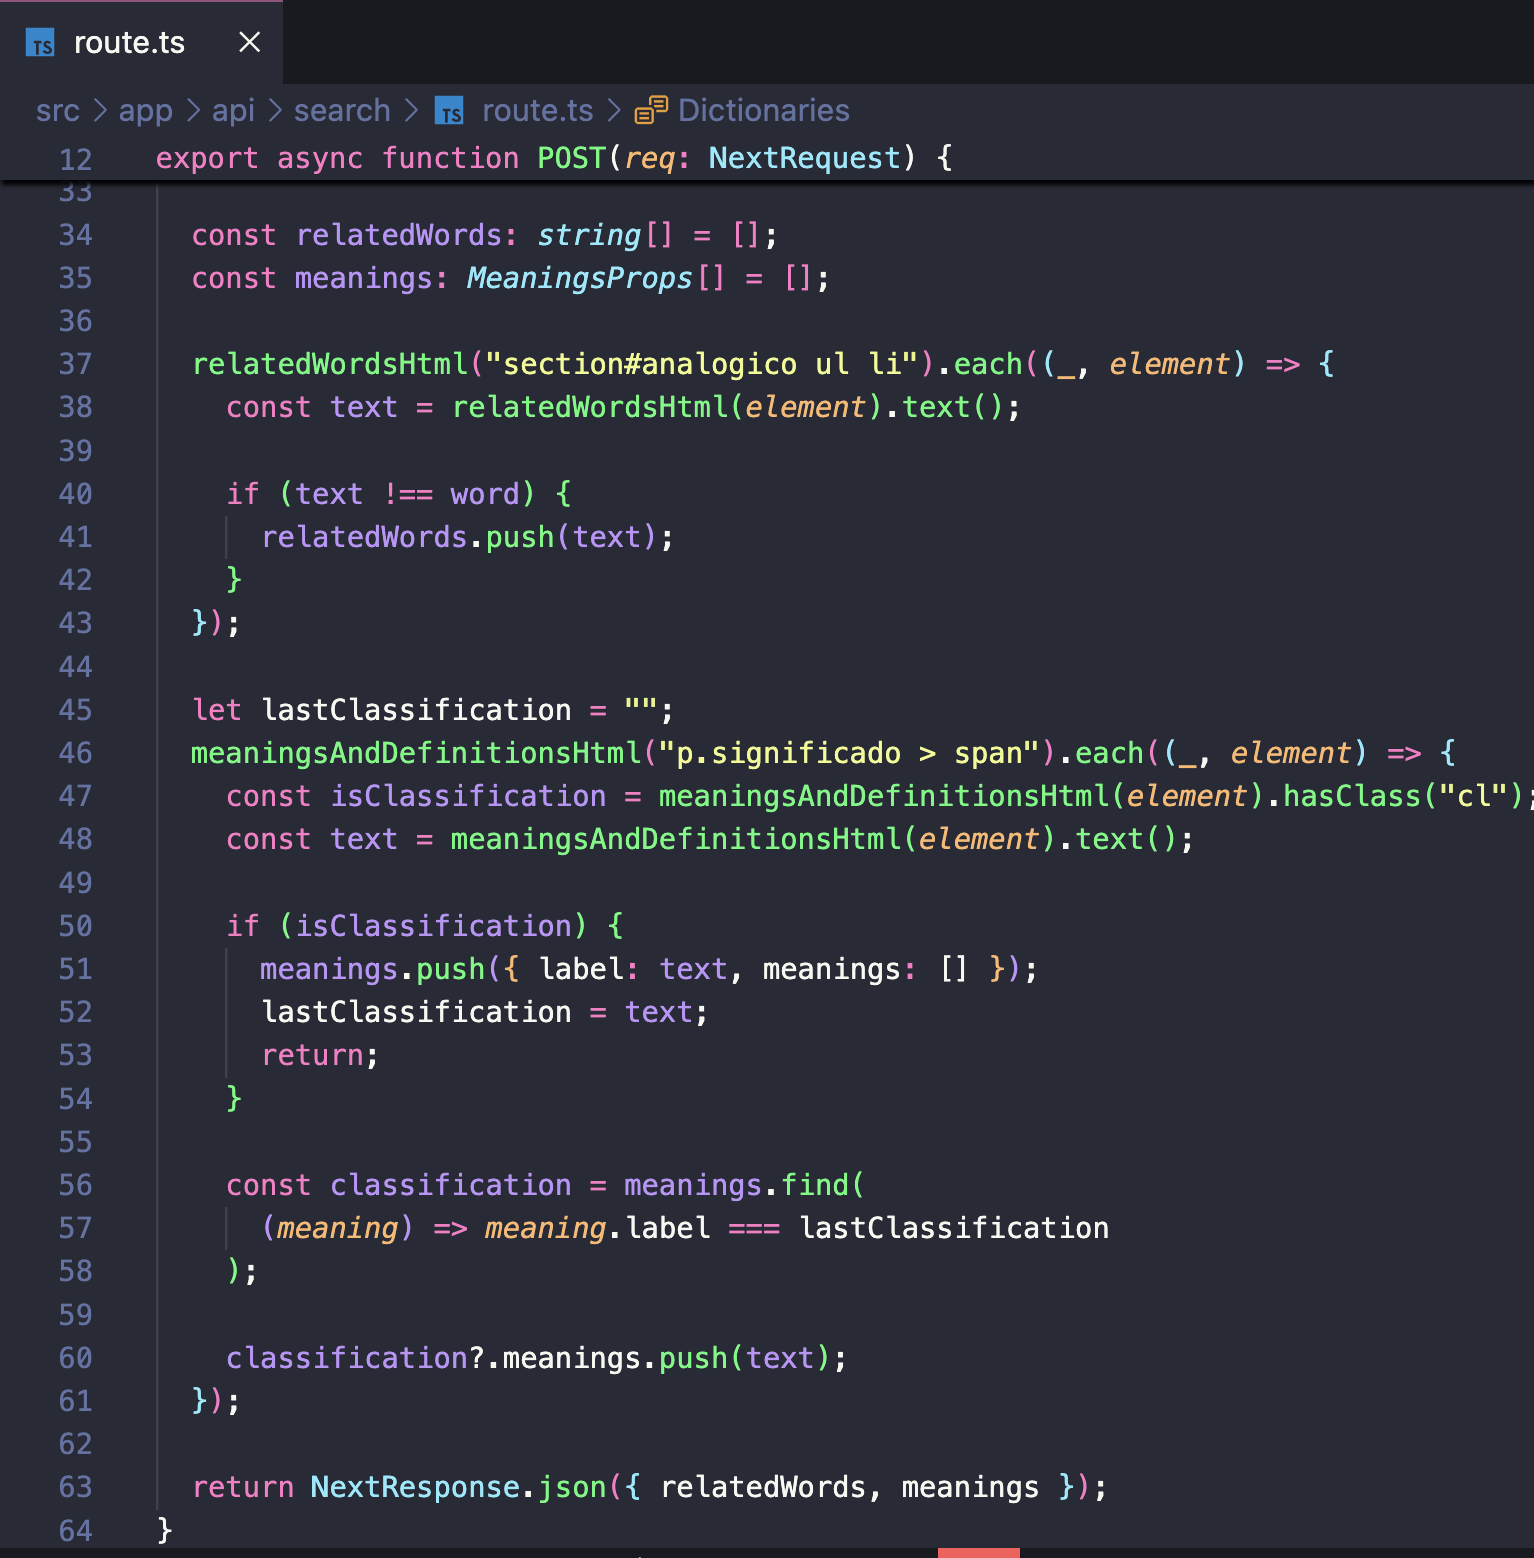 TS route.ts ×
src > app > api > search > TS route.ts > Dictionaries
12 export async function POST(req: NextRequest) {
33
34 const relatedWords: string[] = [];
35 const meanings: MeaningsProps[] = [];
36
37 relatedWordsHtml("section#analogico ul li").each((_, element) => {
38 const text = relatedWordsHtml(element).text();
39
40 if (text !== word) {
41 relatedWords.push(text);
42 }
43 });
44
45 let lastClassification = "";
46 meaningsAndDefinitionsHtml("p.significado > span").each((_, element) => {
47 const isClassification = meaningsAndDefinitionsHtml(element).hasClass("cl");
48 const text = meaningsAndDefinitionsHtml(element).text();
49
50 if (isClassification) {
51 meanings.push({ label: text, meanings: [] });
52 lastClassification = text;
53 return;
54 }
55
56 const classification = meanings.find(
57 (meaning) => meaning.label === lastClassification
58 );
59
60 classification?.meanings.push(text);
61 });
62
63 return NextResponse.json({ relatedWords, meanings });
64 }